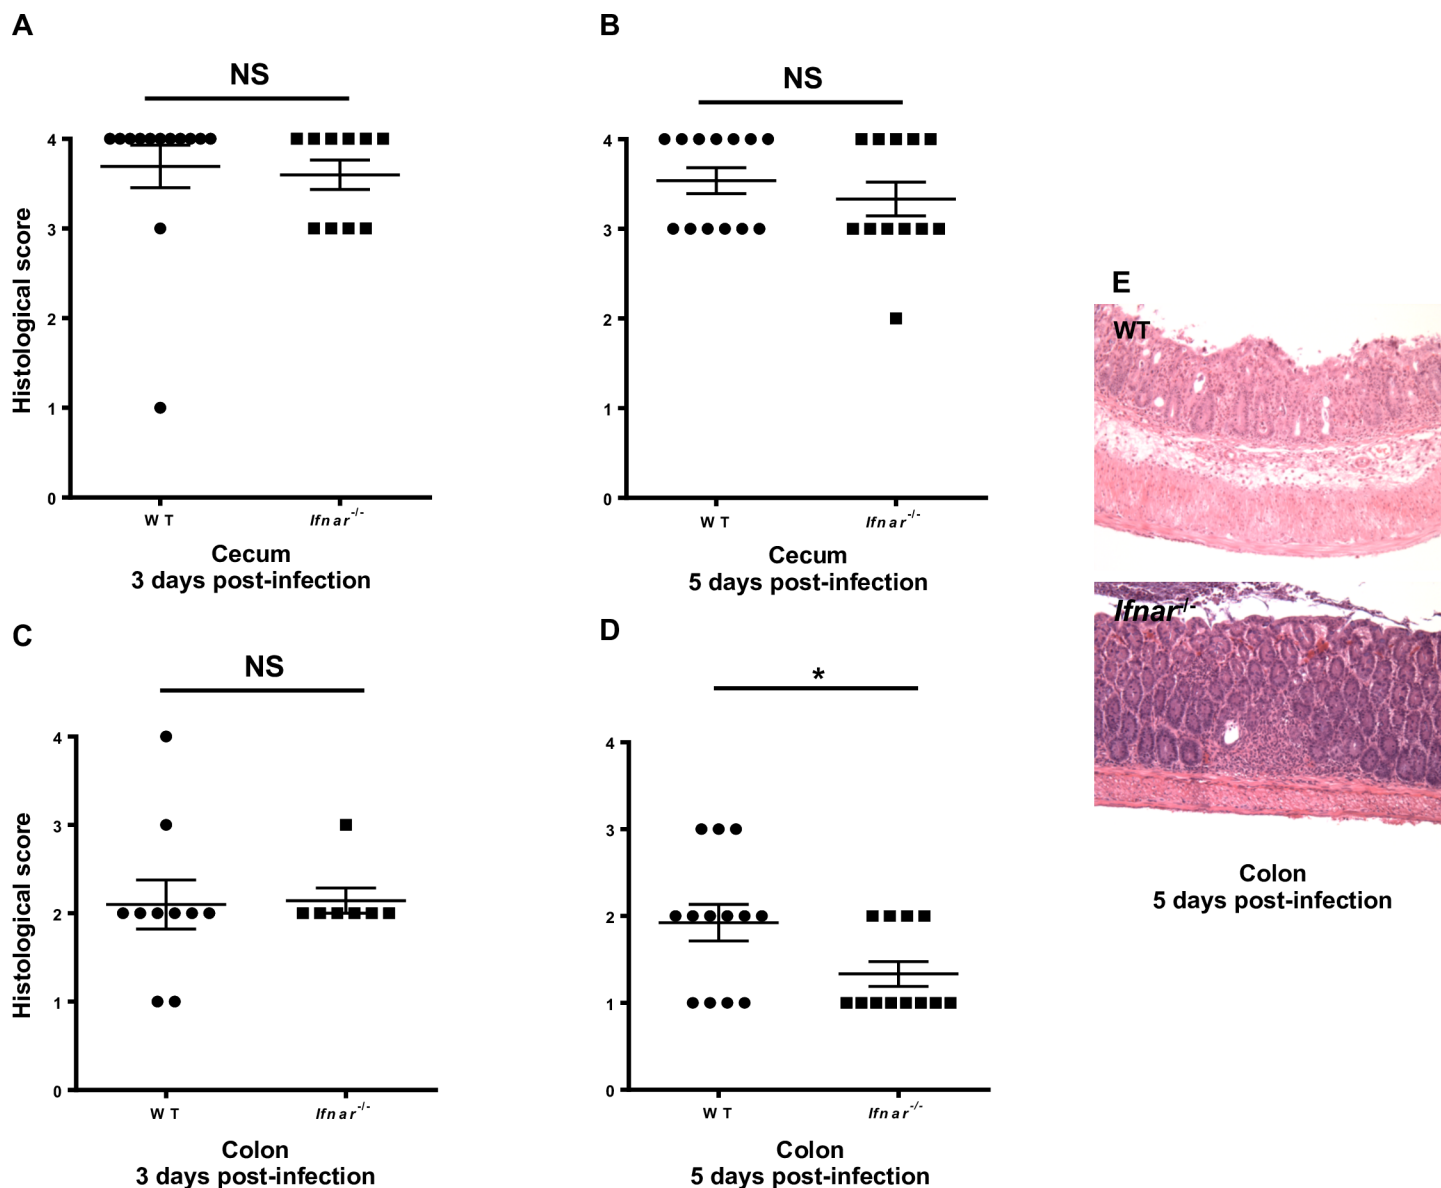 A
NS
4
3
2
1
0
Histological score
WT
Ifnar-/-
Cecum
3 days post-infection
B
NS
4
3
2
1
0
WT
Ifnar-/-
Cecum
5 days post-infection
C
NS
4
3
2
1
0
Histological score
WT
Ifnar-/-
Colon
3 days post-infection
D
*
4
3
2
1
0
WT
Ifnar-/-
Colon
5 days post-infection
E
WT
Ifnar-/-
Colon
5 days post-infection